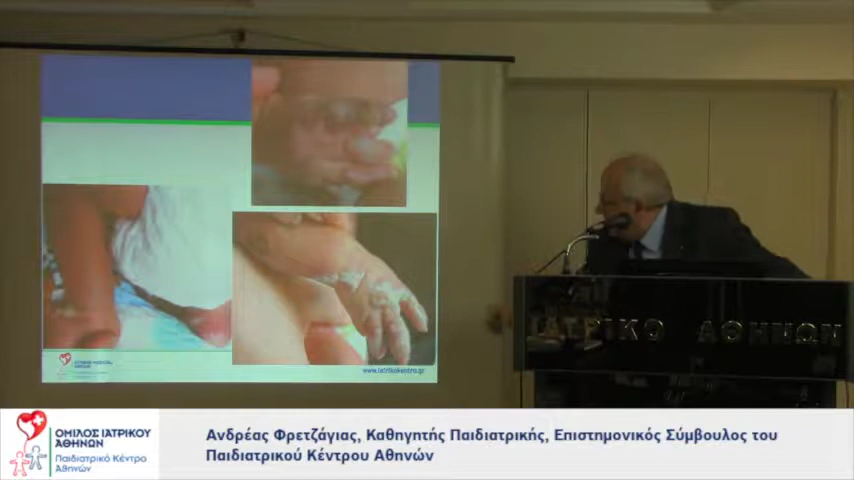 www.iatrikokentro.gr
ΑΘΗΝΩΝ
ΟΜΙΛΟΣ ΙΑΤΡΙΚΟΥ
ΑΘΗΝΩΝ
Παιδιατρικό Κέντρο
Αθηνών
Ανδρέας Φρετζάγιας, Καθηγητής Παιδιατρικής, Επιστημονικός Σύμβουλος του
Παιδιατρικού Κέντρου Αθηνών